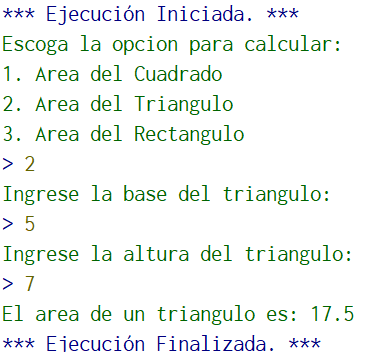 *** Ejecución Iniciada. ***
Escoga la opcion para calcular:
1. Area del Cuadrado
2. Area del Triangulo
3. Area del Rectangulo
> 2
Ingrese la base del triangulo:
> 5
Ingrese la altura del triangulo:
> 7
El area de un triangulo es: 17.5
*** Ejecución Finalizada. ***